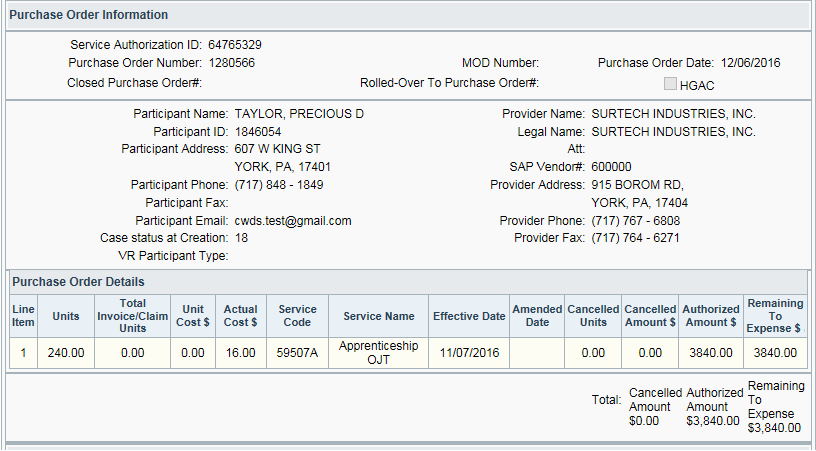 Purchase Order Information
Service Authorization ID: 64765329
Purchase Order Number: 1280566 MOD Number: Purchase Order Date: 12/06/2016
Closed Purchase Order#: Rolled-Over To Purchase Order#: HGAC
Participant Name: TAYLOR, PRECIOUS D Provider Name: SURTECH INDUSTRIES, INC.
Participant ID: 1846054 Legal Name: SURTECH INDUSTRIES, INC.
Participant Address: 607 W KING ST Att:
YORK, PA, 17401 SAP Vendor#: 600000
Participant Phone: (717) 848 - 1849 Provider Address: 915 BOROM RD,
Participant Fax: YORK, PA, 17404
Participant Email: cwds.test@gmail.com Provider Phone: (717) 767 - 6808
Case status at Creation: 18 Provider Fax: (717) 764 - 6271
VR Participant Type:
Purchase Order Details
Line Item Units Total Invoice/Claim Units Unit Cost $ Actual Cost $ Service Code Service Name Effective Date Amended Date Cancelled Units Cancelled Amount $ Authorized Amount $ Remaining To Expense $
1 240.00 0.00 0.00 16.00 59507A Apprenticeship OJT 11/07/2016 0.00 0.00 3840.00 3840.00
Total: Cancelled Amount $0.00 Authorized Amount $3,840.00 Remaining To Expense $3,840.00